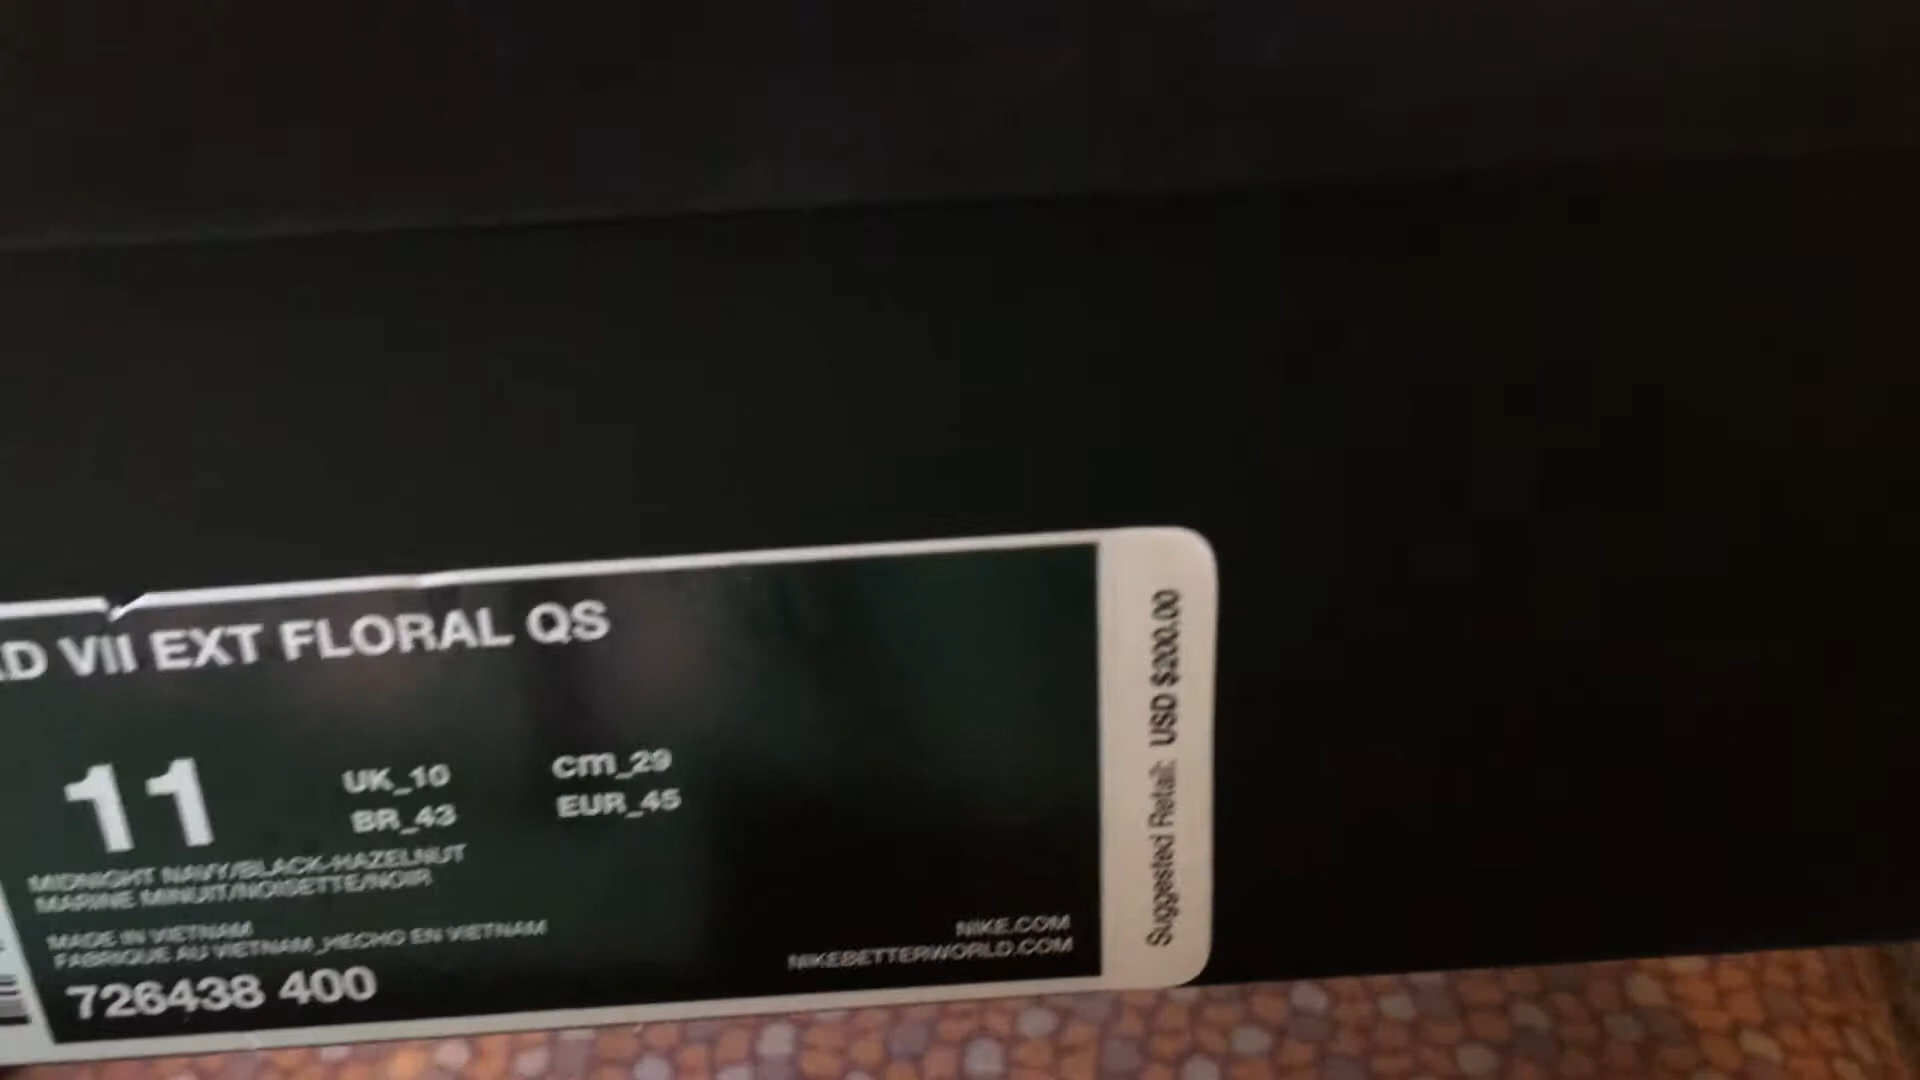 D VII EXT FLORAL QS
11
UK_10
cm_29
BR_43
EUR_45
MIDNIGHT NAVY/BLACK-HAZELNUT
MARINE MINUIT/NOISETTE/NOIR
MADE IN VIETNAM
FABRIQUE AU VIETNAM_HECHO EN VIETNAM
726438 400
NIKE.COM
NIKEBETTERWORLD.COM
Suggested Retail: USD $200.00